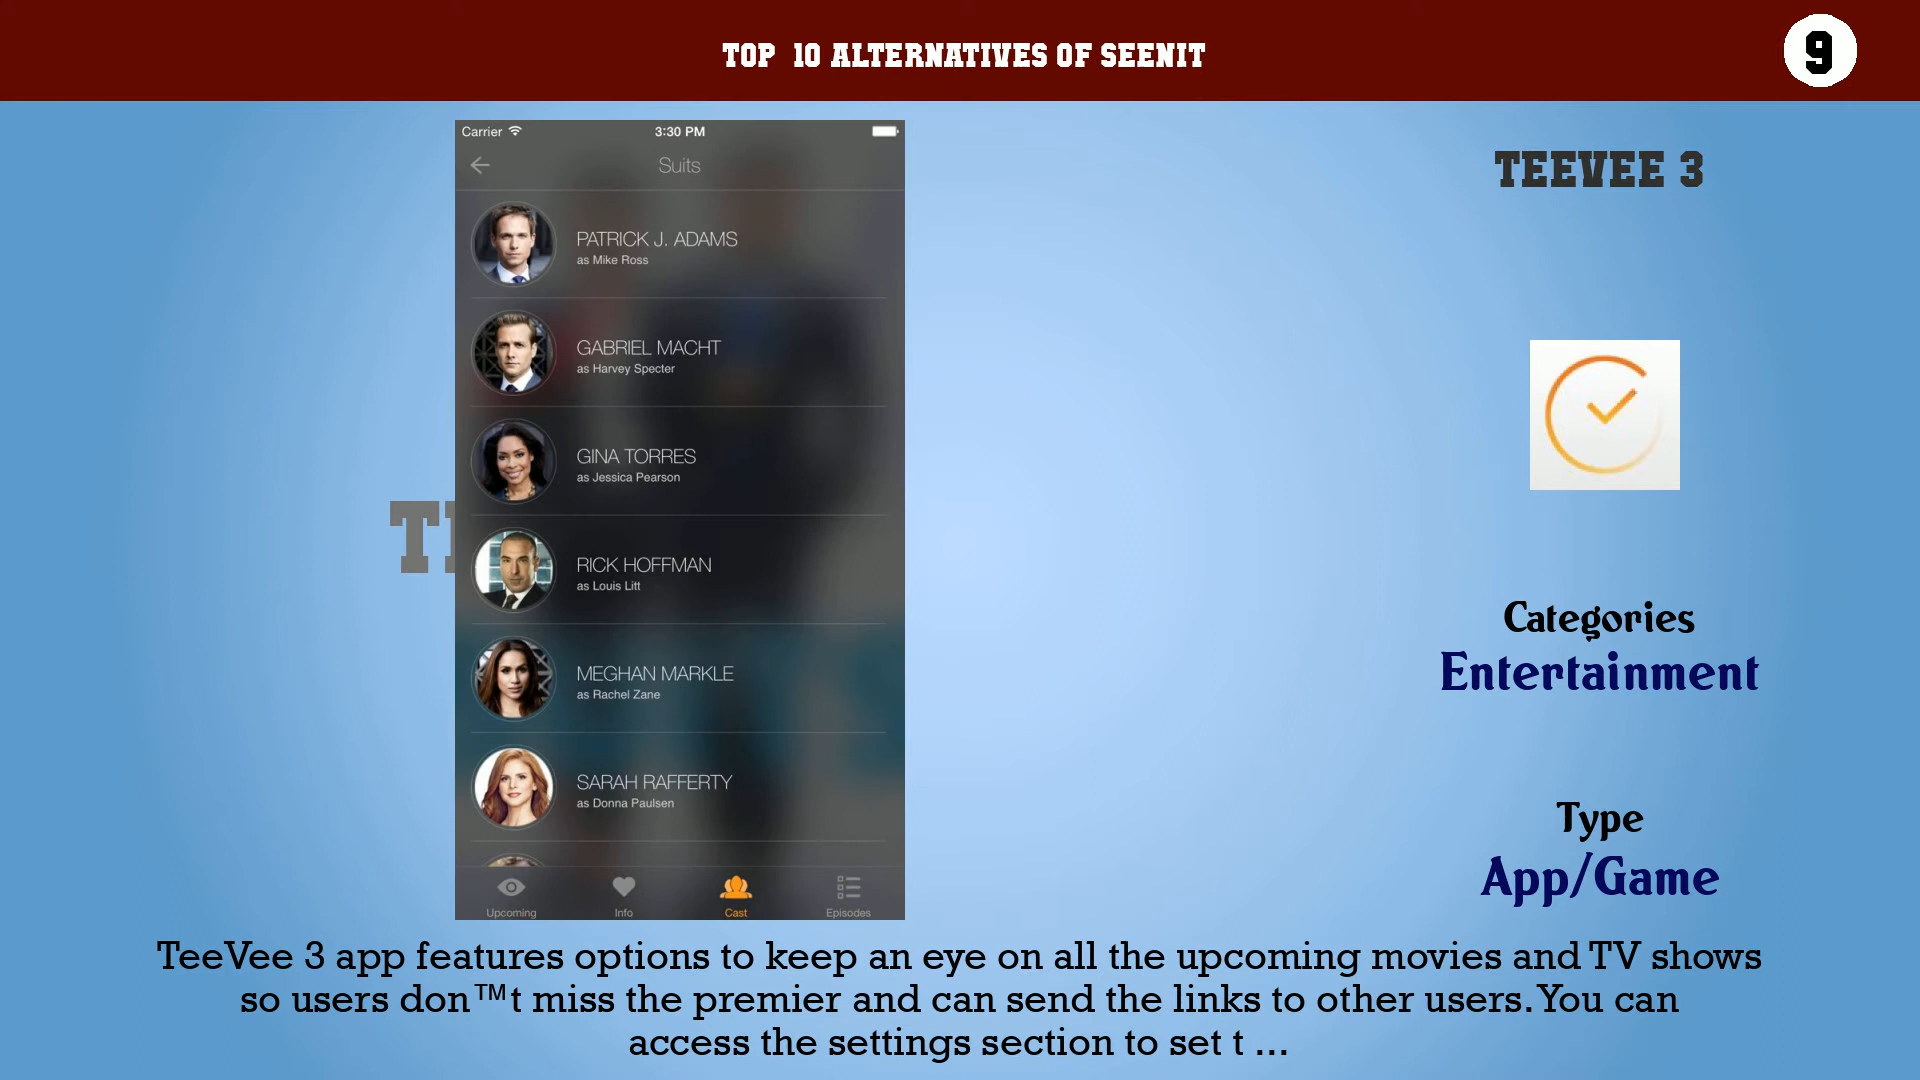 TOP 10 ALTERNATIVES OF SEENIT
9
Carrier
3:30 PM
Suits
PATRICK J. ADAMS
as Mike Ross
GABRIEL MACHT
as Harvey Specter
GINA TORRES
as Jessica Pearson
RICK HOFFMAN
as Louis Litt
MEGHAN MARKLE
as Rachel Zane
SARAH RAFFERTY
as Donna Paulsen
Upcoming
Info
Cast
Episodes
TEEVEE 3
Categories
Entertainment
Type
App/Game
TeeVee 3 app features options to keep an eye on all the upcoming movies and TV shows
so users don™t miss the premier and can send the links to other users. You can
access the settings section to set t ...